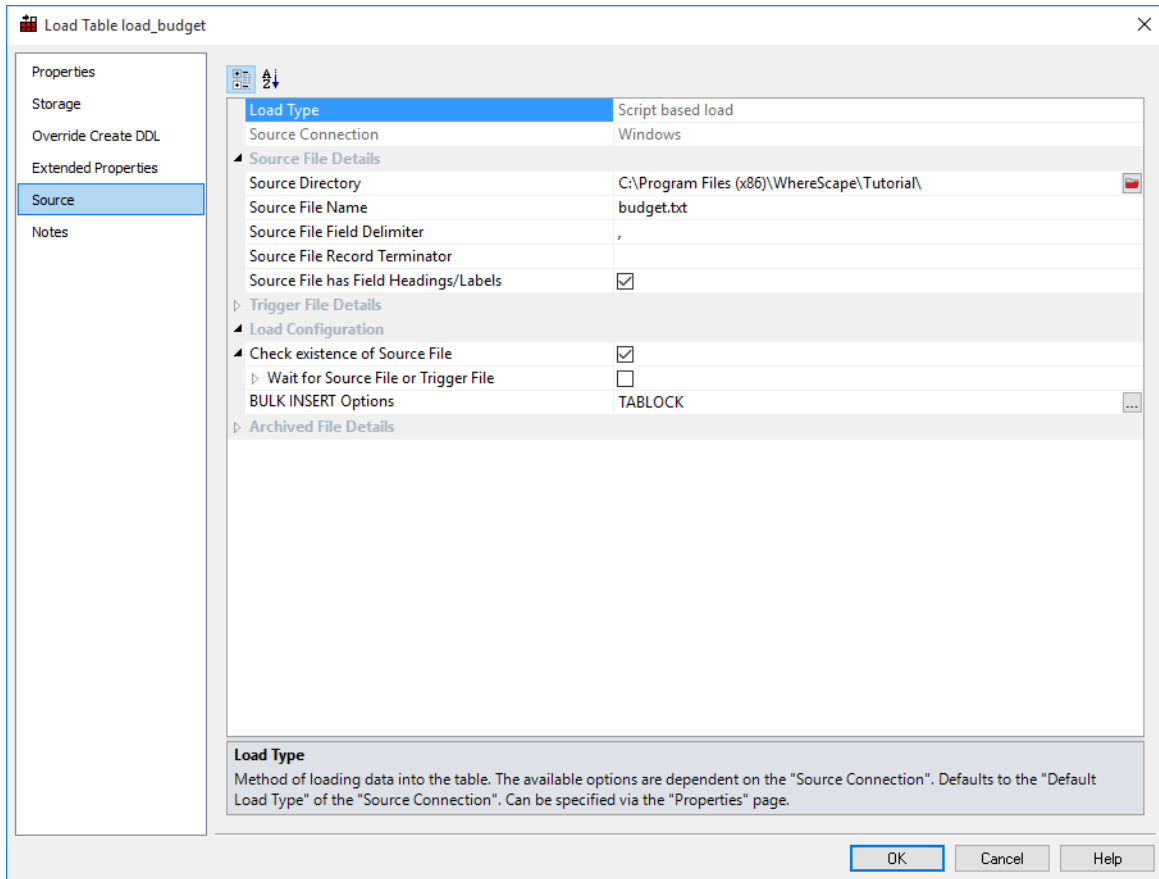 Load Table load_budget
Properties
Storage
Override Create DDL
Extended Properties
Source
Notes
Load Type Script based load
Source Connection Windows
Source File Details
Source Directory C:\Program Files (x86)\WhereScape\Tutorial\
Source File Name budget.txt
Source File Field Delimiter ,
Source File Record Terminator
Source File has Field Headings/Labels
Trigger File Details
Load Configuration
Check existence of Source File
Wait for Source File or Trigger File
BULK INSERT Options TABLOCK ...
Archived File Details
Load Type
Method of loading data into the table. The available options are dependent on the "Source Connection". Defaults to the "Default
Load Type" of the "Source Connection". Can be specified via the "Properties" page.
OK Cancel Help